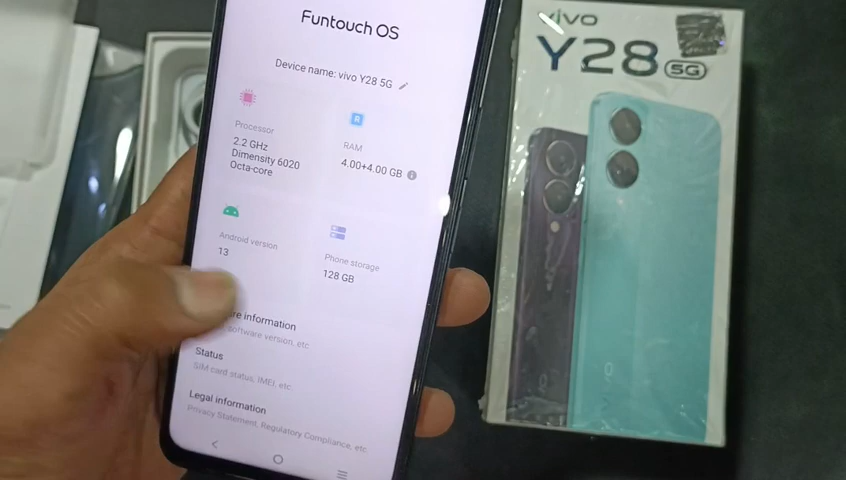 Funtouch OS
Device name: vivo Y28 5G
Processor
2.2 GHz
Dimensity 6020
Octa-core
RAM
4.00+4.00 GB
Android version
13
Phone storage
128 GB
information
software version, etc
Status
SIM card status, IMEI, etc.
Legal information
Privacy Statement, Regulatory Compliance, etc.
vivo
Y28 5G
vivo